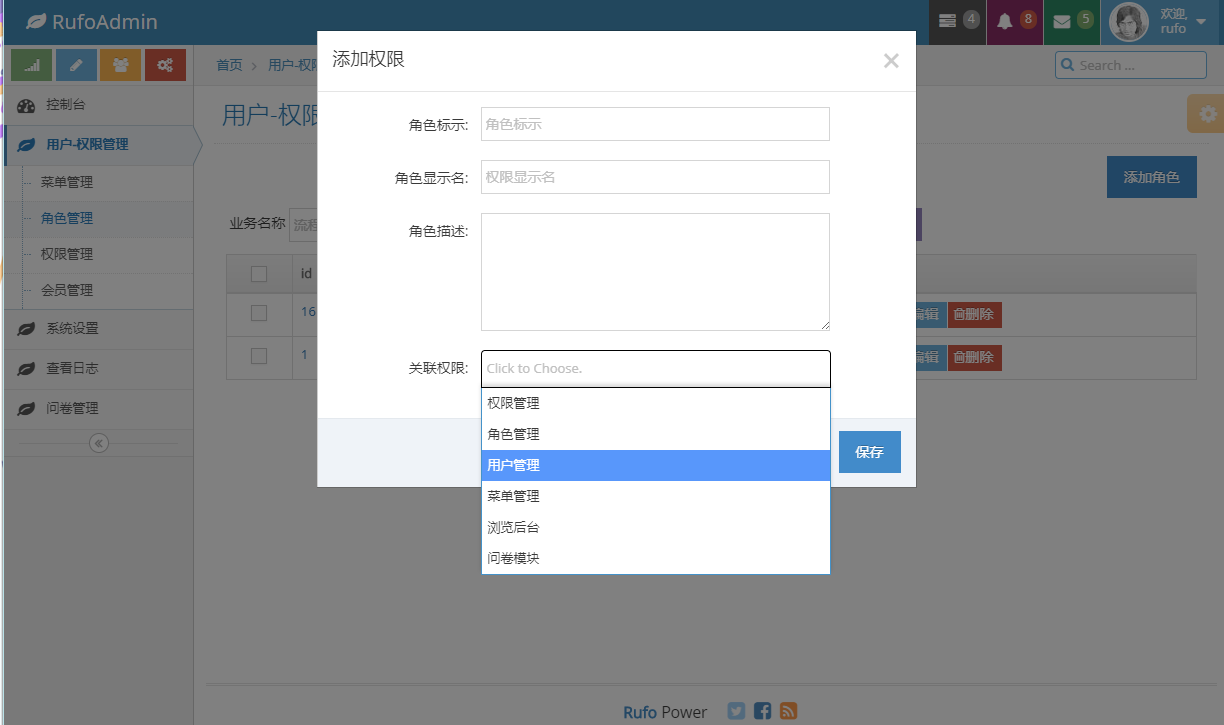 RufoAdmin
4
8
5
欢迎,
rufo
首页 用户-权限
Search ...
控制台
用户-权限管理
菜单管理
角色管理
权限管理
会员管理
系统设置
查看日志
问卷管理
用户-权限
添加角色
业务名称
id
16
编辑 删除
1
编辑 删除
添加权限
角色标示: 角色标示
角色显示名: 权限显示名
角色描述:
关联权限: Click to Choose.
权限管理
角色管理
用户管理
菜单管理
浏览后台
问卷模块
保存
Rufo Power